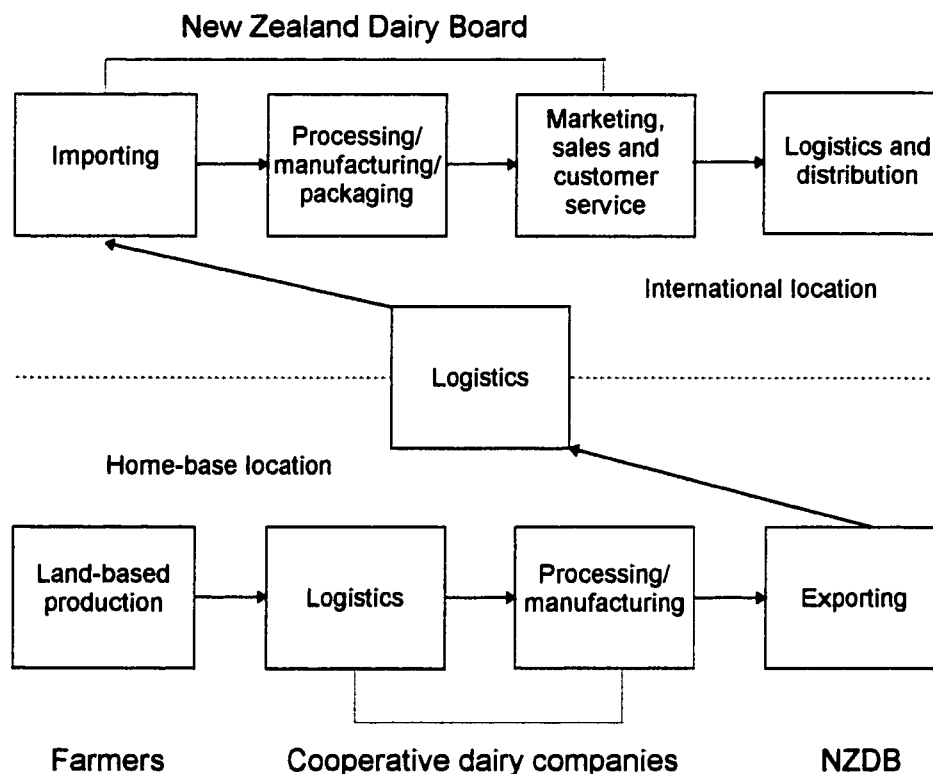 New Zealand Dairy Board
Importing
Processing/
manufacturing/
packaging
Marketing,
sales and
customer
service
Logistics and
distribution
International location
Logistics
Home-base location
Land-based
production
Logistics
Processing/
manufacturing
Exporting
Farmers
Cooperative dairy companies
NZDB